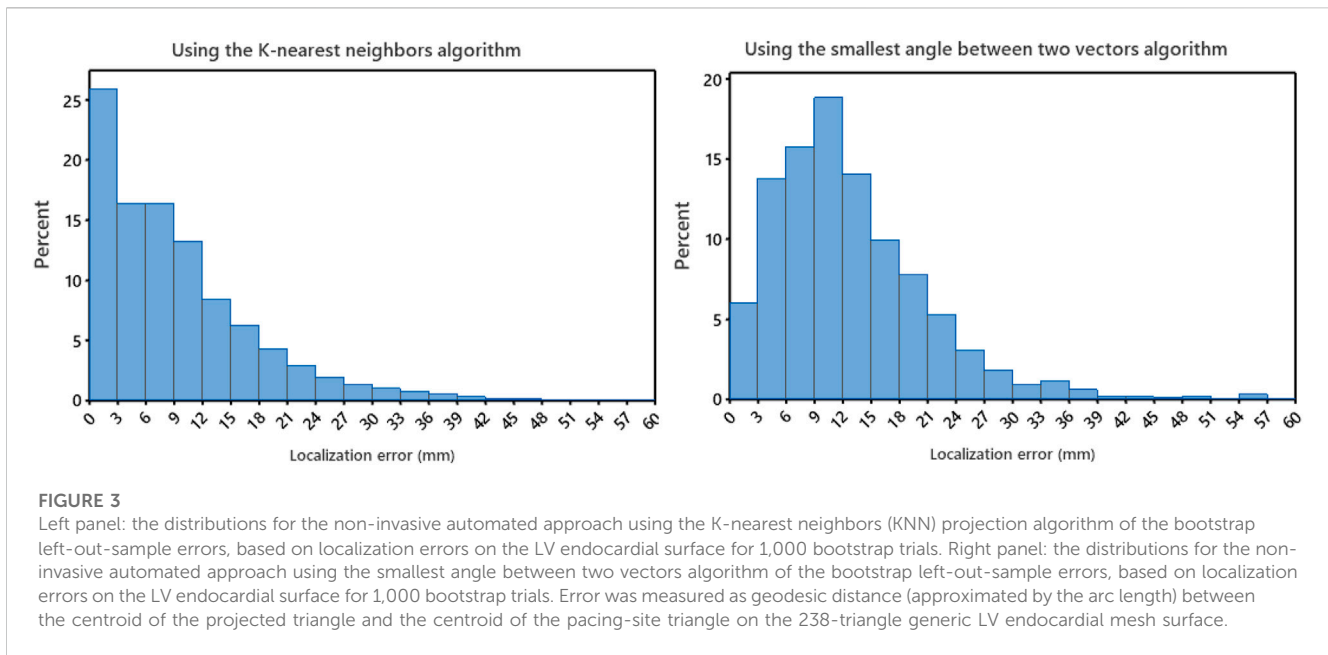 Using the K-nearest neighbors algorithm
25
20
15
10
5
0
Percent
0 3 6 9 12 15 18 21 24 27 30 33 36 39 42 45 48 51 54 57 60
Localization error (mm)
Using the smallest angle between two vectors algorithm
20
15
10
5
0
Percent
0 3 6 9 12 15 18 21 24 27 30 33 36 39 42 45 48 51 54 57 60
Localization error (mm)
FIGURE 3
Left panel: the distributions for the non-invasive automated approach using the K-nearest neighbors (KNN) projection algorithm of the bootstrap
left-out-sample errors, based on localization errors on the LV endocardial surface for 1,000 bootstrap trials. Right panel: the distributions for the non-
invasive automated approach using the smallest angle between two vectors algorithm of the bootstrap left-out-sample errors, based on localization
errors on the LV endocardial surface for 1,000 bootstrap trials. Error was measured as geodesic distance (approximated by the arc length) between
the centroid of the projected triangle and the centroid of the pacing-site triangle on the 238-triangle generic LV endocardial mesh surface.